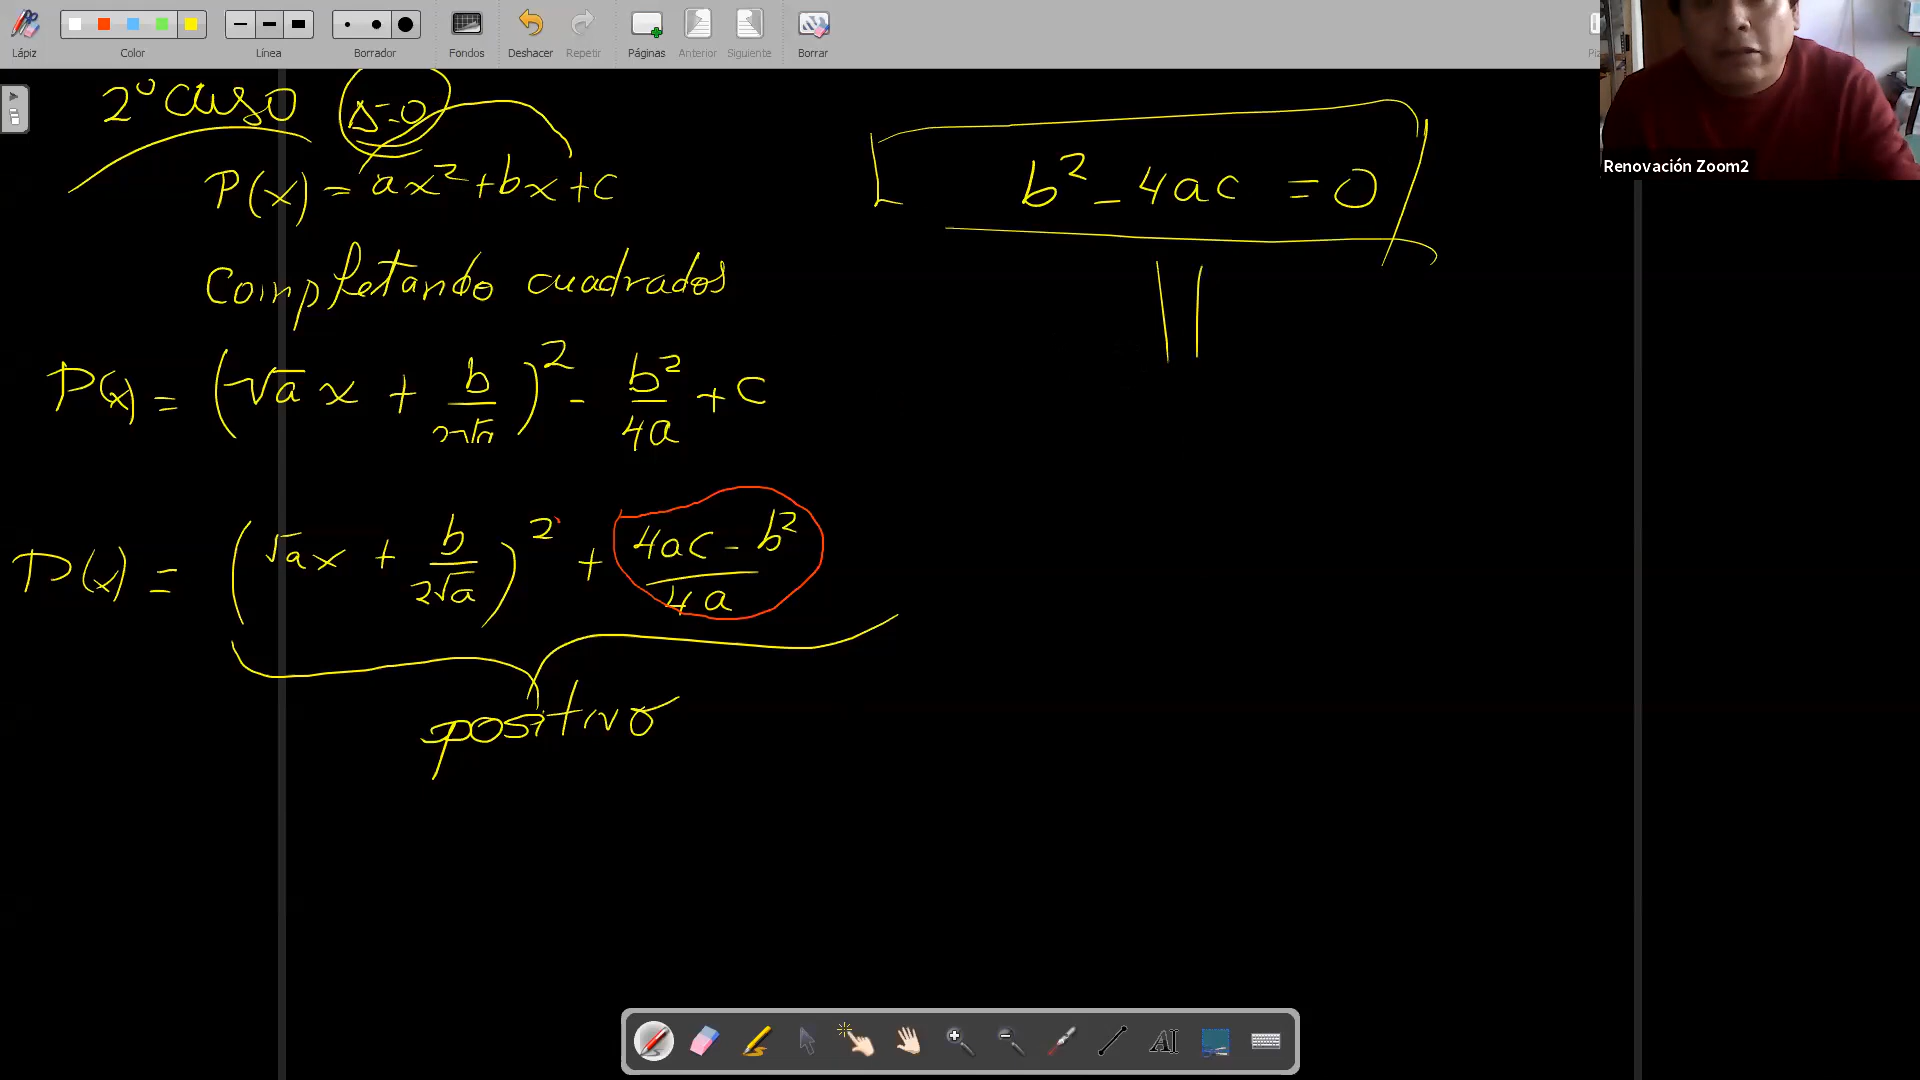 Lápiz Color Línea Borrador Fondos Deshacer Repetir Páginas Anterior Siguiente Borrar
Renovación Zoom2
2º caso Δ=0
P(x) = ax² + bx + c
Completando cuadrados
P(x) = (√a x + b/2√a)² - b²/4a + c
P(x) = (√a x + b/2√a)² + (4ac - b²)/4a
positivo
b² - 4ac = 0